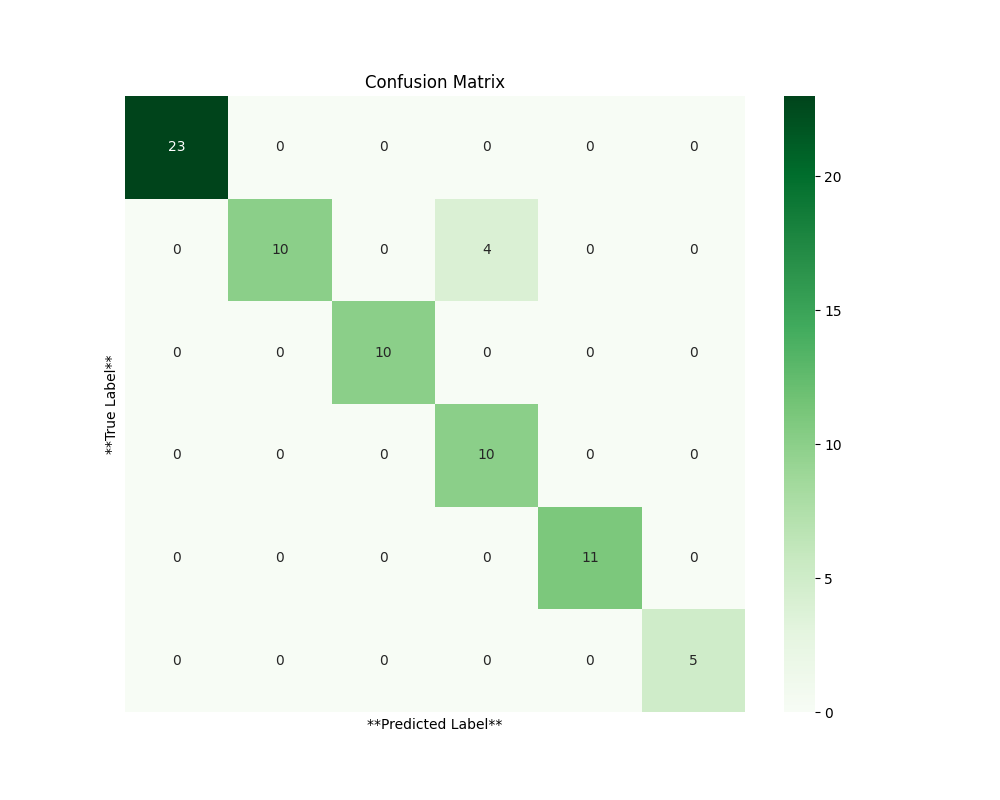 Confusion Matrix
23 0 0 0 0 0
0 10 0 4 0 0
0 0 10 0 0 0
0 0 0 10 0 0
0 0 0 0 11 0
0 0 0 0 0 5
**True Label**
**Predicted Label**
20
15
10
5
0